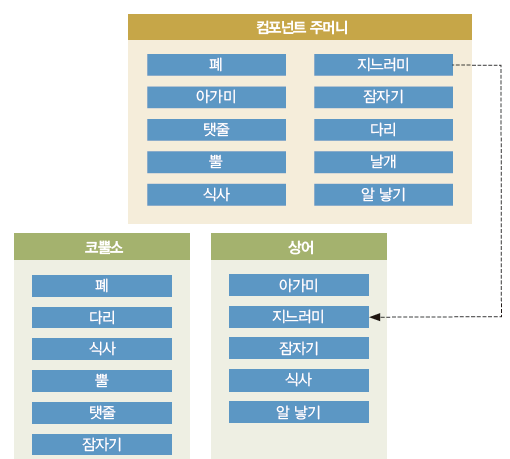 컴포넌트 주머니
폐
지느러미
아가미
잠자기
탯줄
다리
뿔
날개
식사
알 낳기
코뿔소
폐
다리
식사
뿔
탯줄
잠자기
상어
아가미
지느러미
잠자기
식사
알 낳기